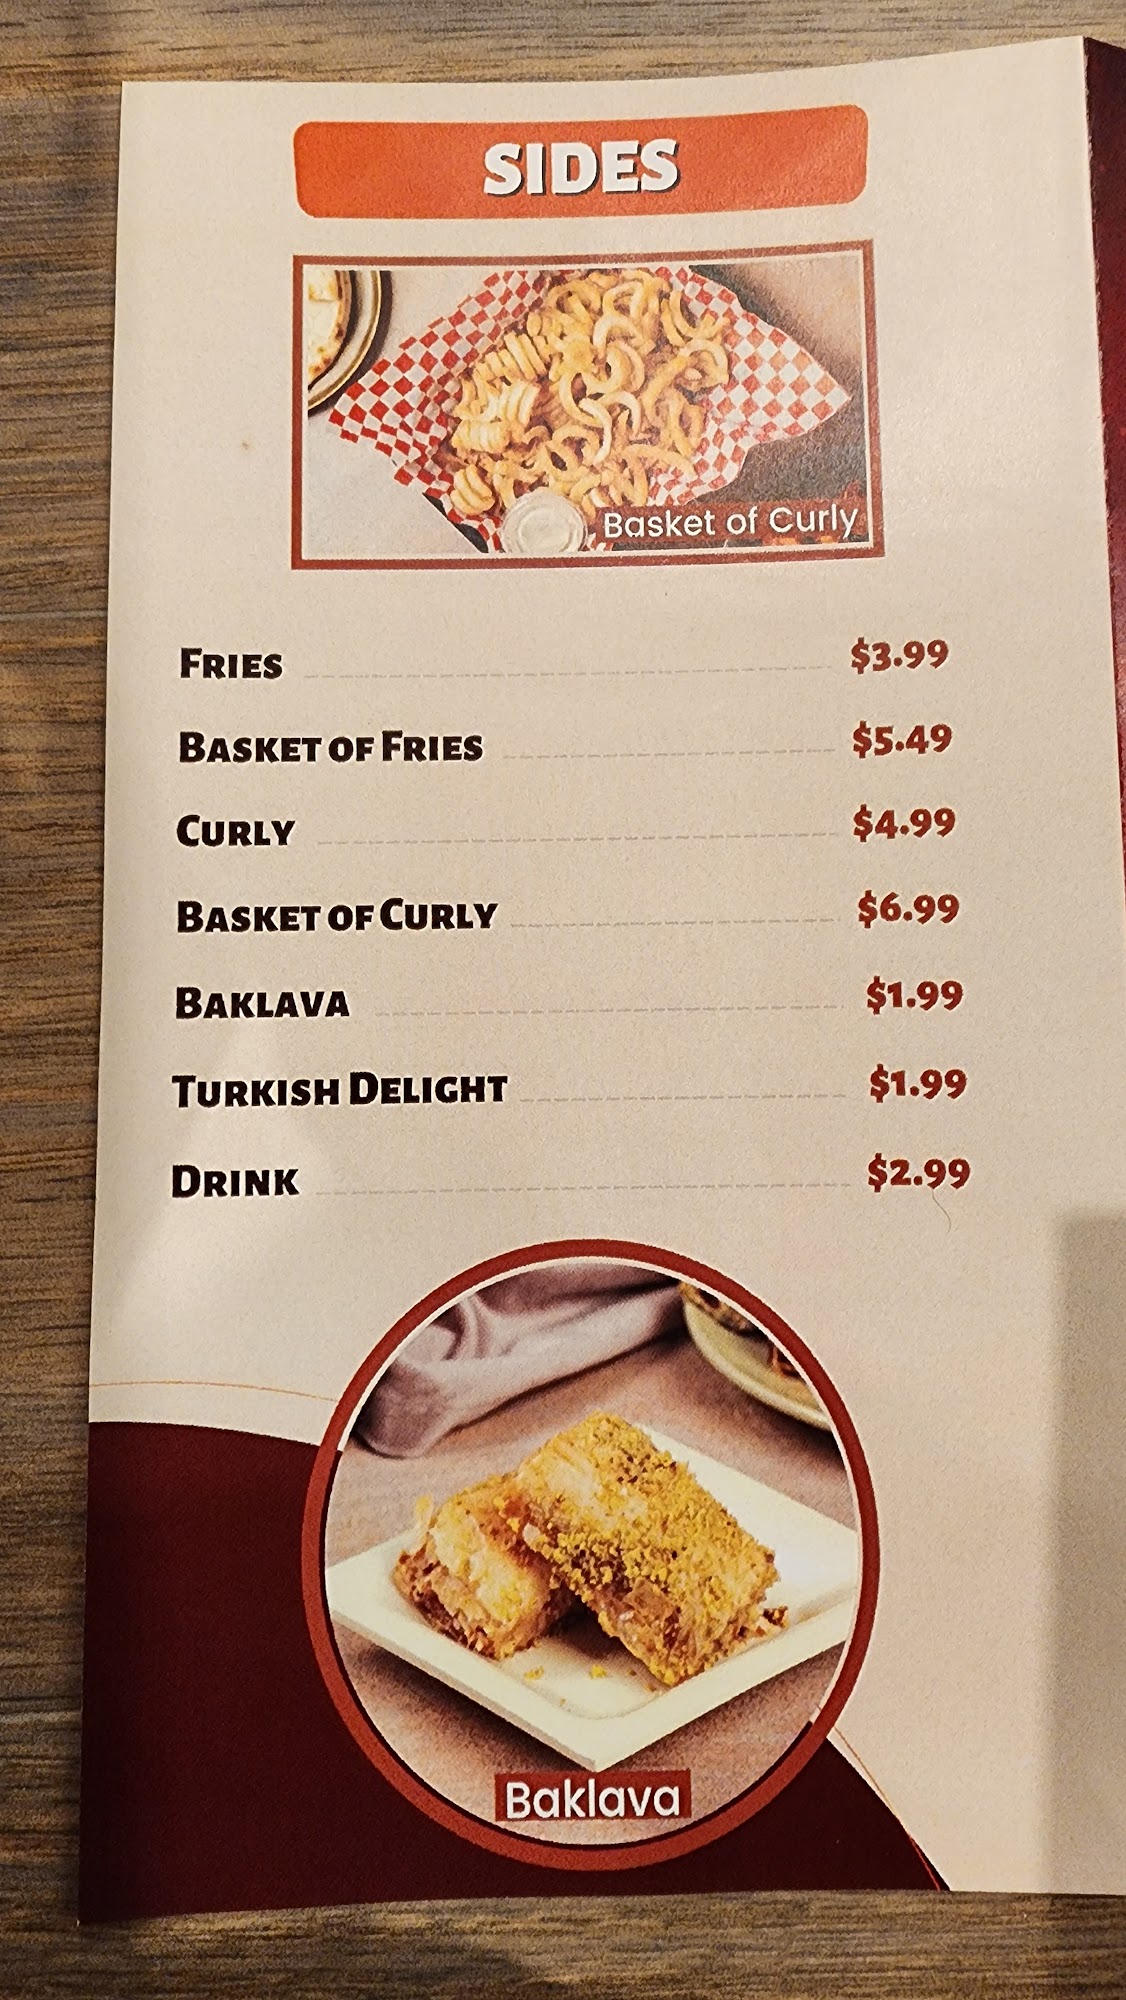 SIDES
Basket of Curly
FRIES $3.99
BASKET OF FRIES $5.49
CURLY $4.99
BASKET OF CURLY $6.99
BAKLAVA $1.99
TURKISH DELIGHT $1.99
DRINK $2.99
Baklava